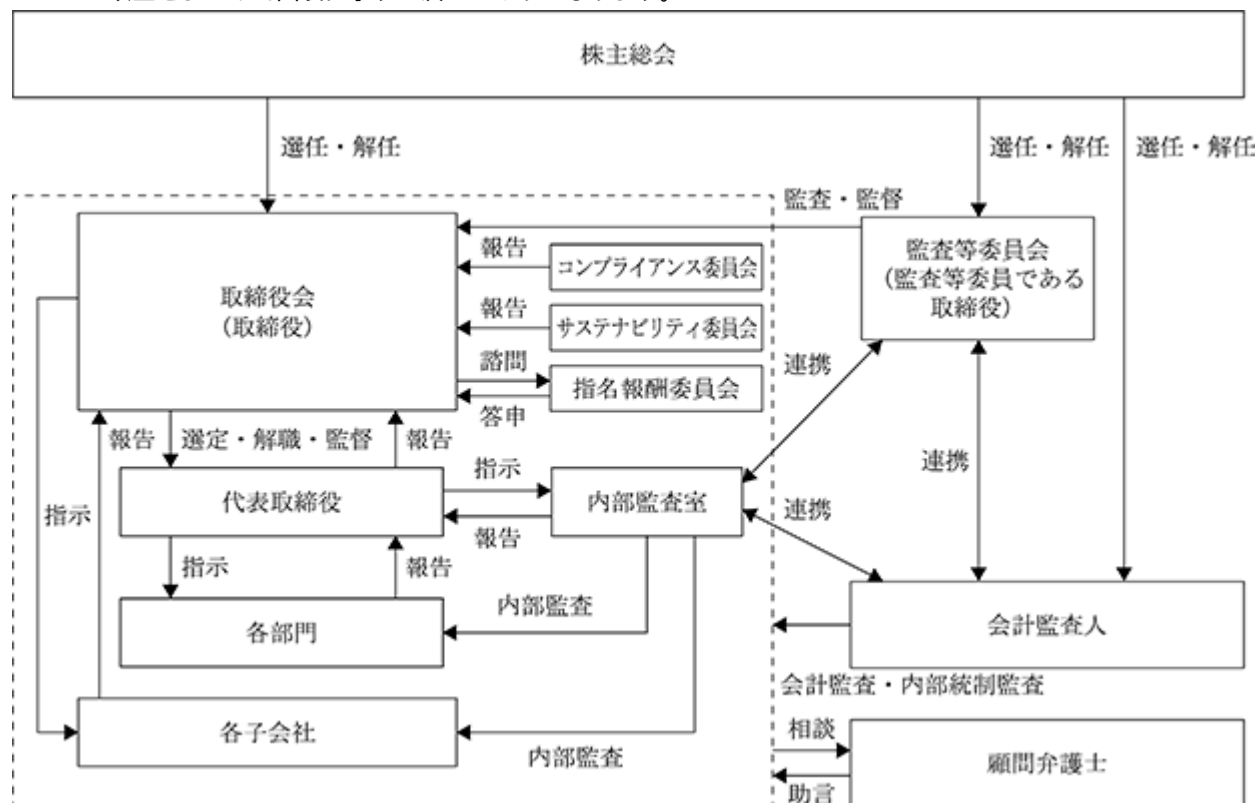 株主総会
選任・解任
選任・解任
選任・解任
監査・監督
取締役会
(取締役)
報告
コンプライアンス委員会
報告
サステナビリティ委員会
諮問
指名報酬委員会
答申
監査等委員会
(監査等委員である
取締役)
連携
連携
連携
報告
選定・解職・監督
報告
指示
代表取締役
指示
報告
内部監査室
指示
報告
内部監査
各部門
会計監査人
会計監査・内部統制監査
各子会社
内部監査
相談
助言
顧問弁護士